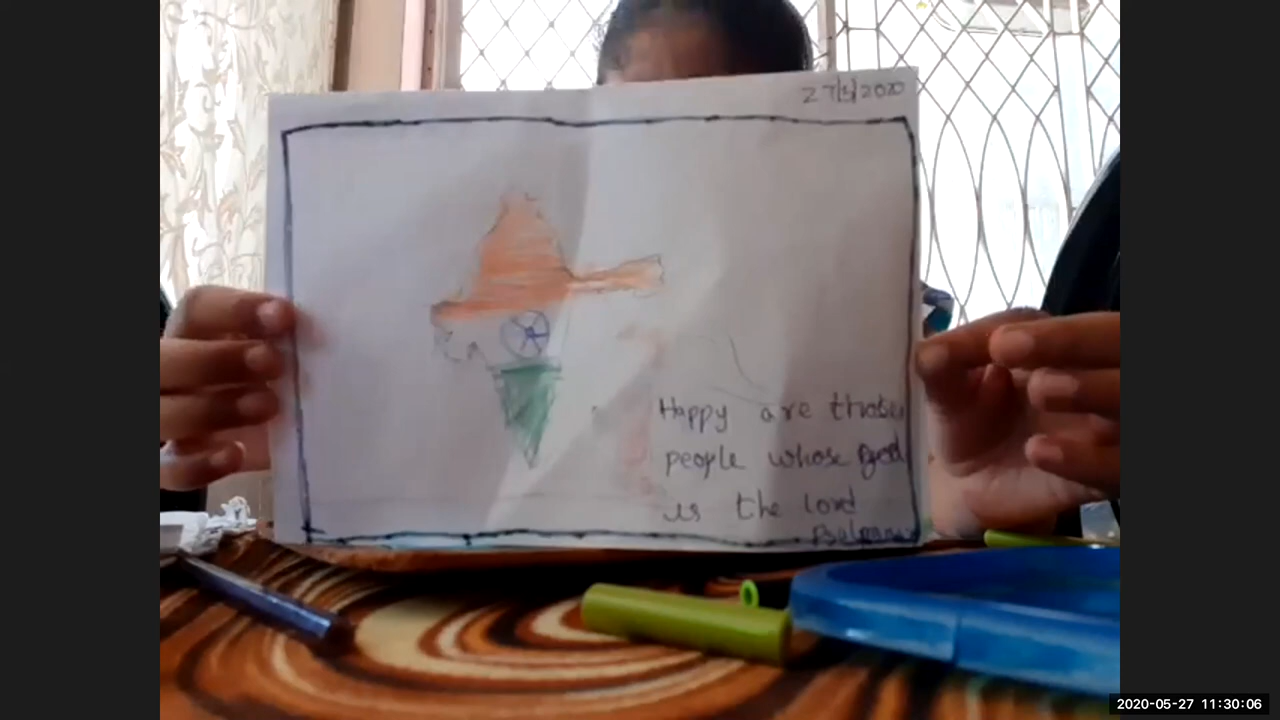 27/5/2020
Happy are those
people whose God
is the lord
2020-05-27 11:30:06